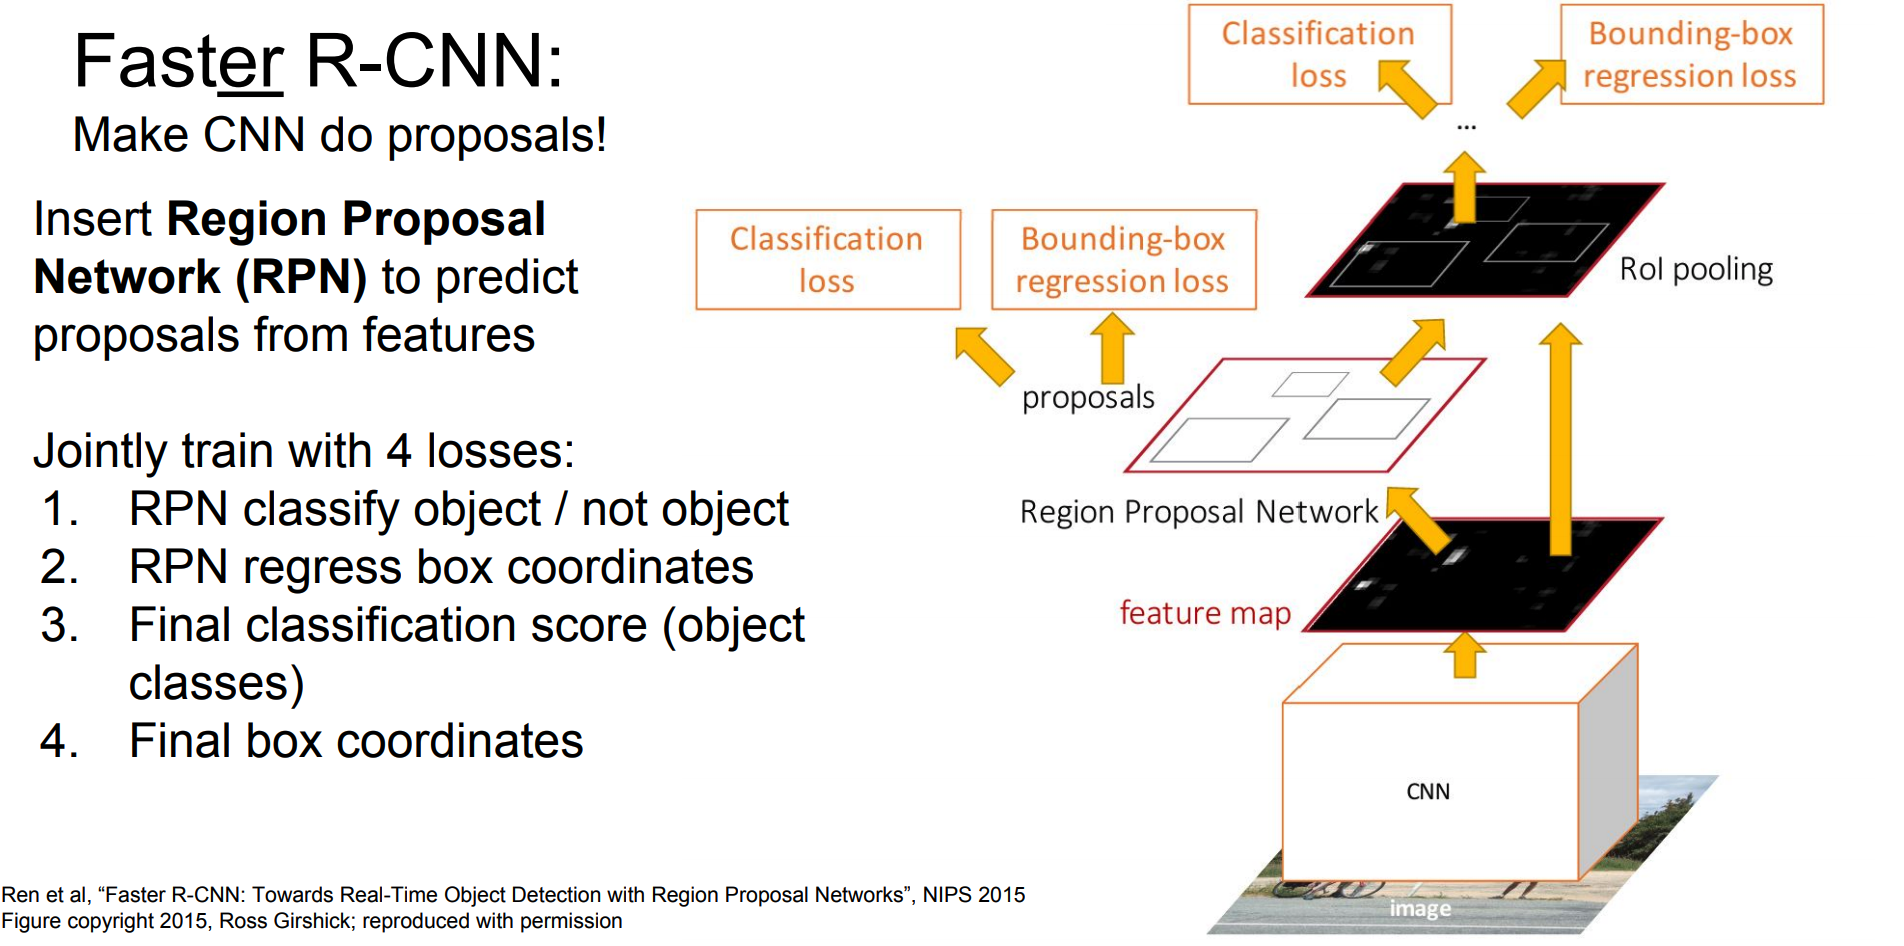 Faster R-CNN:
Make CNN do proposals!
Insert Region Proposal
Network (RPN) to predict
proposals from features
Jointly train with 4 losses:
1. RPN classify object / not object
2. RPN regress box coordinates
3. Final classification score (object
classes)
4. Final box coordinates
Classification
loss
Bounding-box
regression loss
...
Classification
loss
Bounding-box
regression loss
RoI pooling
proposals
Region Proposal Network
feature map
CNN
image
Ren et al, “Faster R-CNN: Towards Real-Time Object Detection with Region Proposal Networks”, NIPS 2015
Figure copyright 2015, Ross Girshick; reproduced with permission